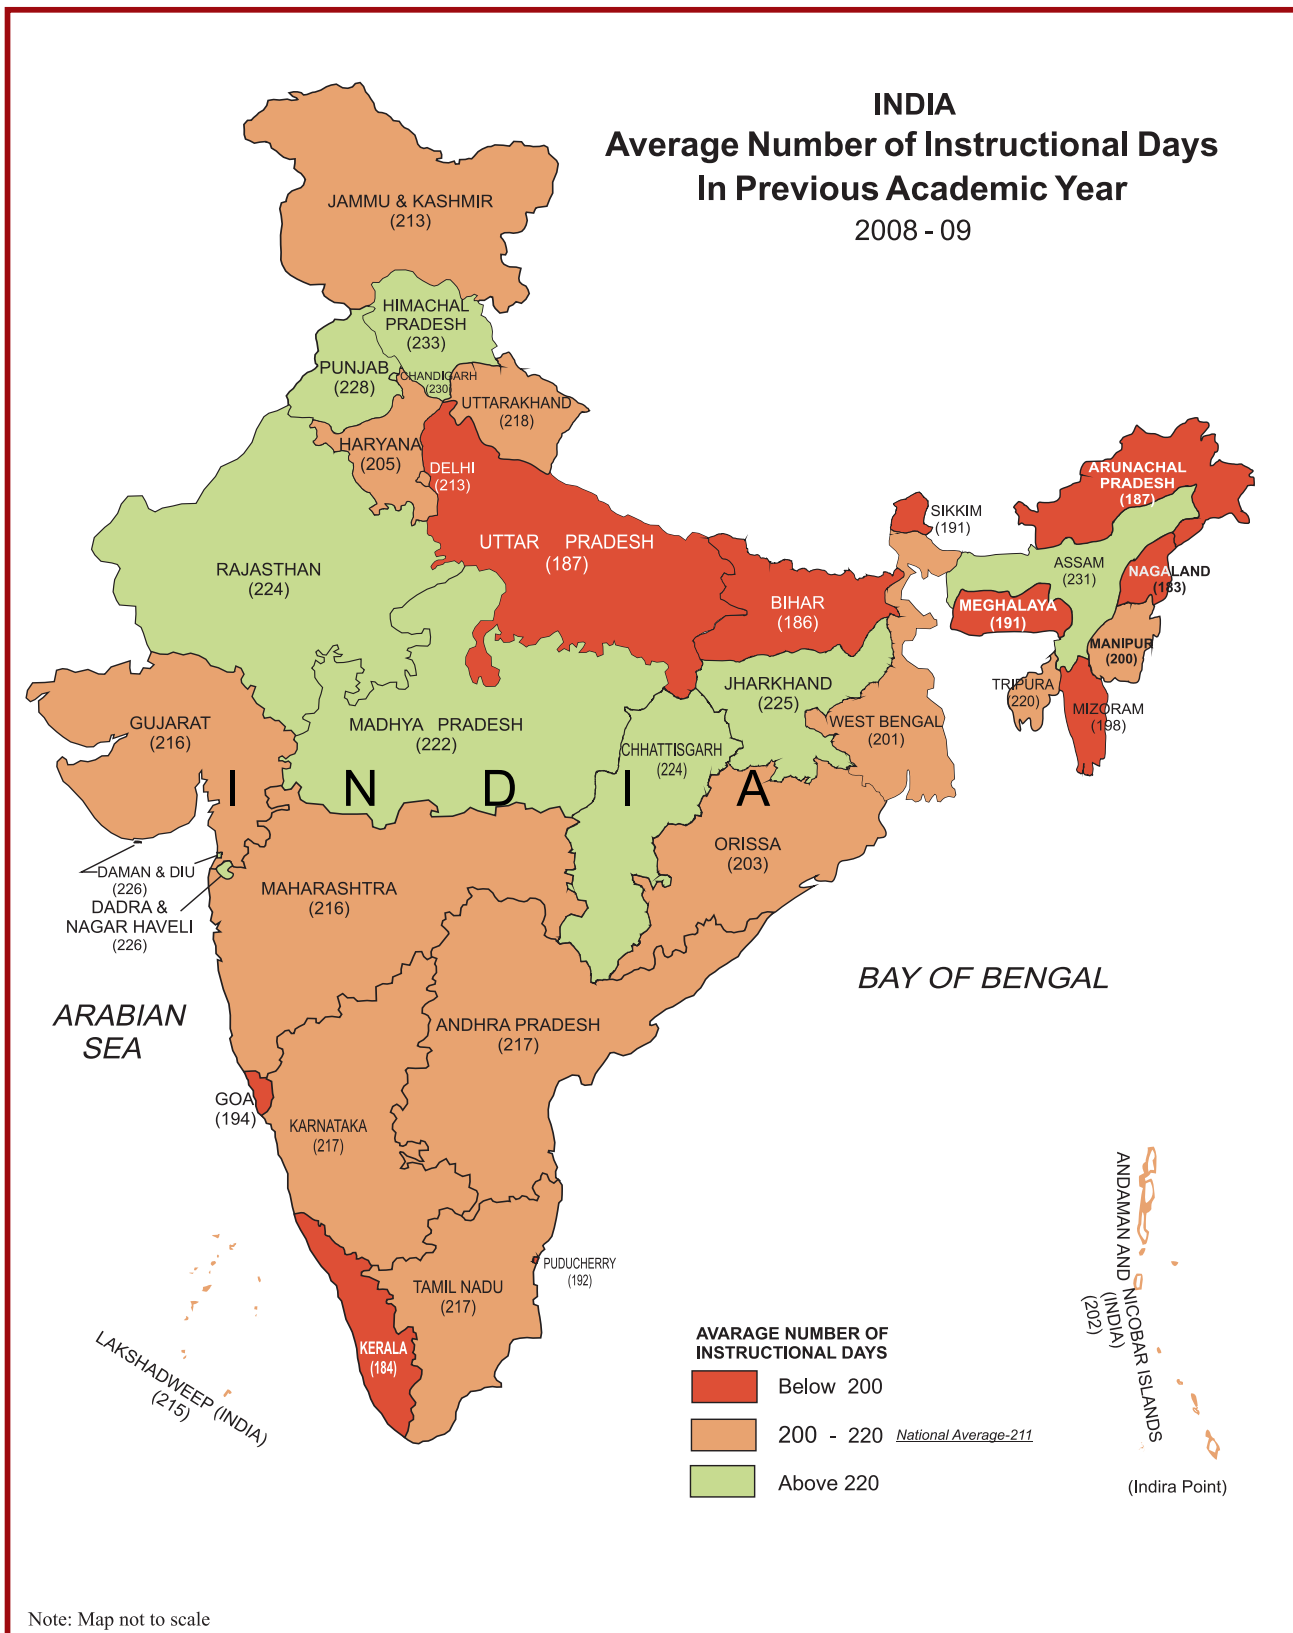 INDIA
Average Number of Instructional Days
In Previous Academic Year
2008 - 09
JAMMU & KASHMIR
(213)
HIMACHAL
PRADESH
(233)
PUNJAB
(228)
CHANDIGARH
(230)
UTTARAKHAND
(218)
HARYANA
(205)
DELHI
(213)
ARUNACHAL
PRADESH
(187)
SIKKIM
(191)
UTTAR PRADESH
(187)
RAJASTHAN
(224)
ASSAM
(231)
NAGALAND
(183)
BIHAR
(186)
MEGHALAYA
(191)
MANIPUR
(200)
JHARKHAND
(225)
TRIPURA
(220)
MIZORAM
(198)
GUJARAT
(216)
MADHYA PRADESH
(222)
CHHATTISGARH
(224)
WEST BENGAL
(201)
I N D I A
ORISSA
(203)
DAMAN & DIU
(226)
DADRA &
NAGAR HAVELI
(226)
MAHARASHTRA
(216)
BAY OF BENGAL
ARABIAN
SEA
ANDHRA PRADESH
(217)
GOA
(194)
KARNATAKA
(217)
PUDUCHERRY
(192)
TAMIL NADU
(217)
KERALA
(184)
LAKSHADWEEP (INDIA)
(215)
ANDAMAN AND NICOBAR ISLANDS
(INDIA)
(202)
(Indira Point)
AVARAGE NUMBER OF
INSTRUCTIONAL DAYS
Below 200
200 - 220 National Average-211
Above 220
Note: Map not to scale